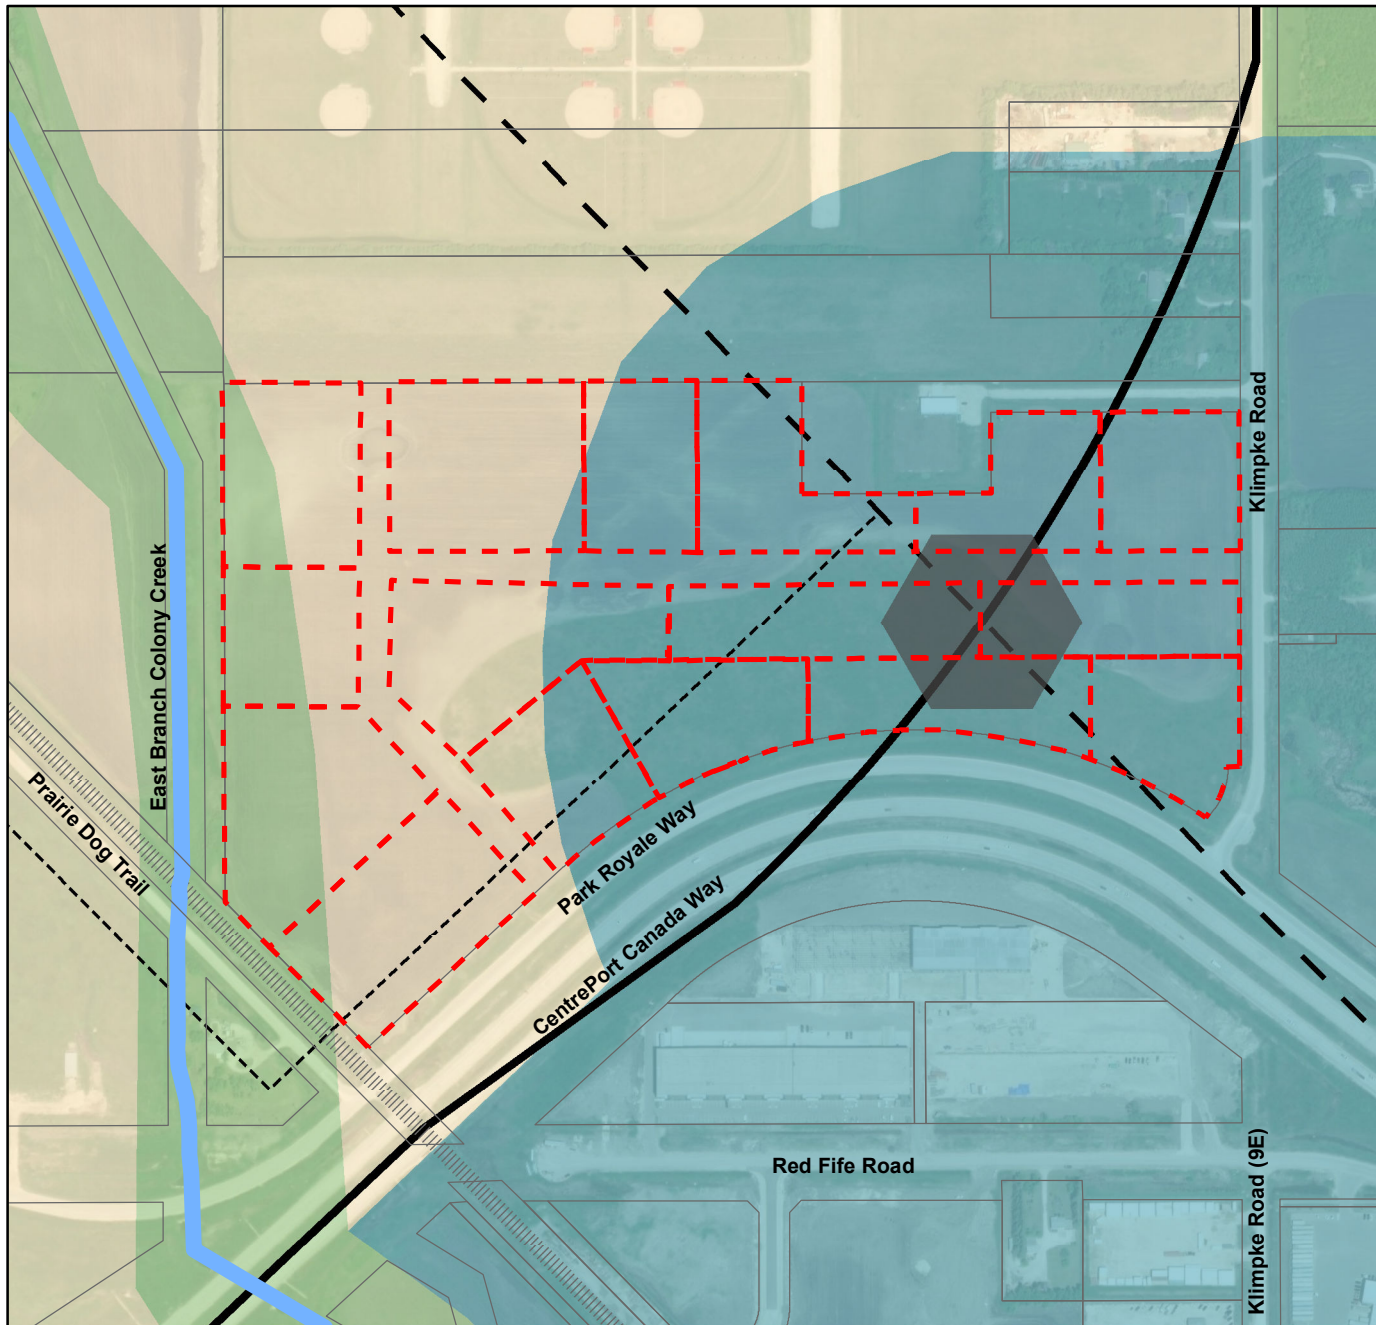 Klimpke Road
East Branch Colony Creek
Prairie Dog Trail
Park Royale Way
CentrePort Canada Way
Red Fife Road
Klimpke Road (9E)